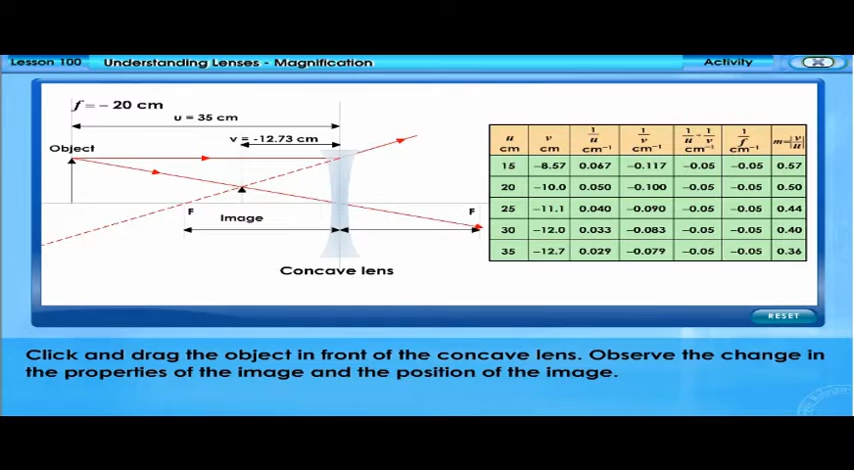 Lesson 100 Understanding Lenses - Magnification Activity
f = – 20 cm
u = 35 cm
v = -12.73 cm
Object
F F
Image
Concave lens
u cm v cm 1/u cm⁻¹ 1/v cm⁻¹ 1/u + 1/v cm⁻¹ 1/f cm⁻¹ m=|v/u|
15 –8.57 0.067 –0.117 –0.05 –0.05 0.57
20 –10.0 0.050 –0.100 –0.05 –0.05 0.50
25 –11.1 0.040 –0.090 –0.05 –0.05 0.44
30 –12.0 0.033 –0.083 –0.05 –0.05 0.40
35 –12.7 0.029 –0.079 –0.05 –0.05 0.36
RESET
Click and drag the object in front of the concave lens. Observe the change in
the properties of the image and the position of the image.